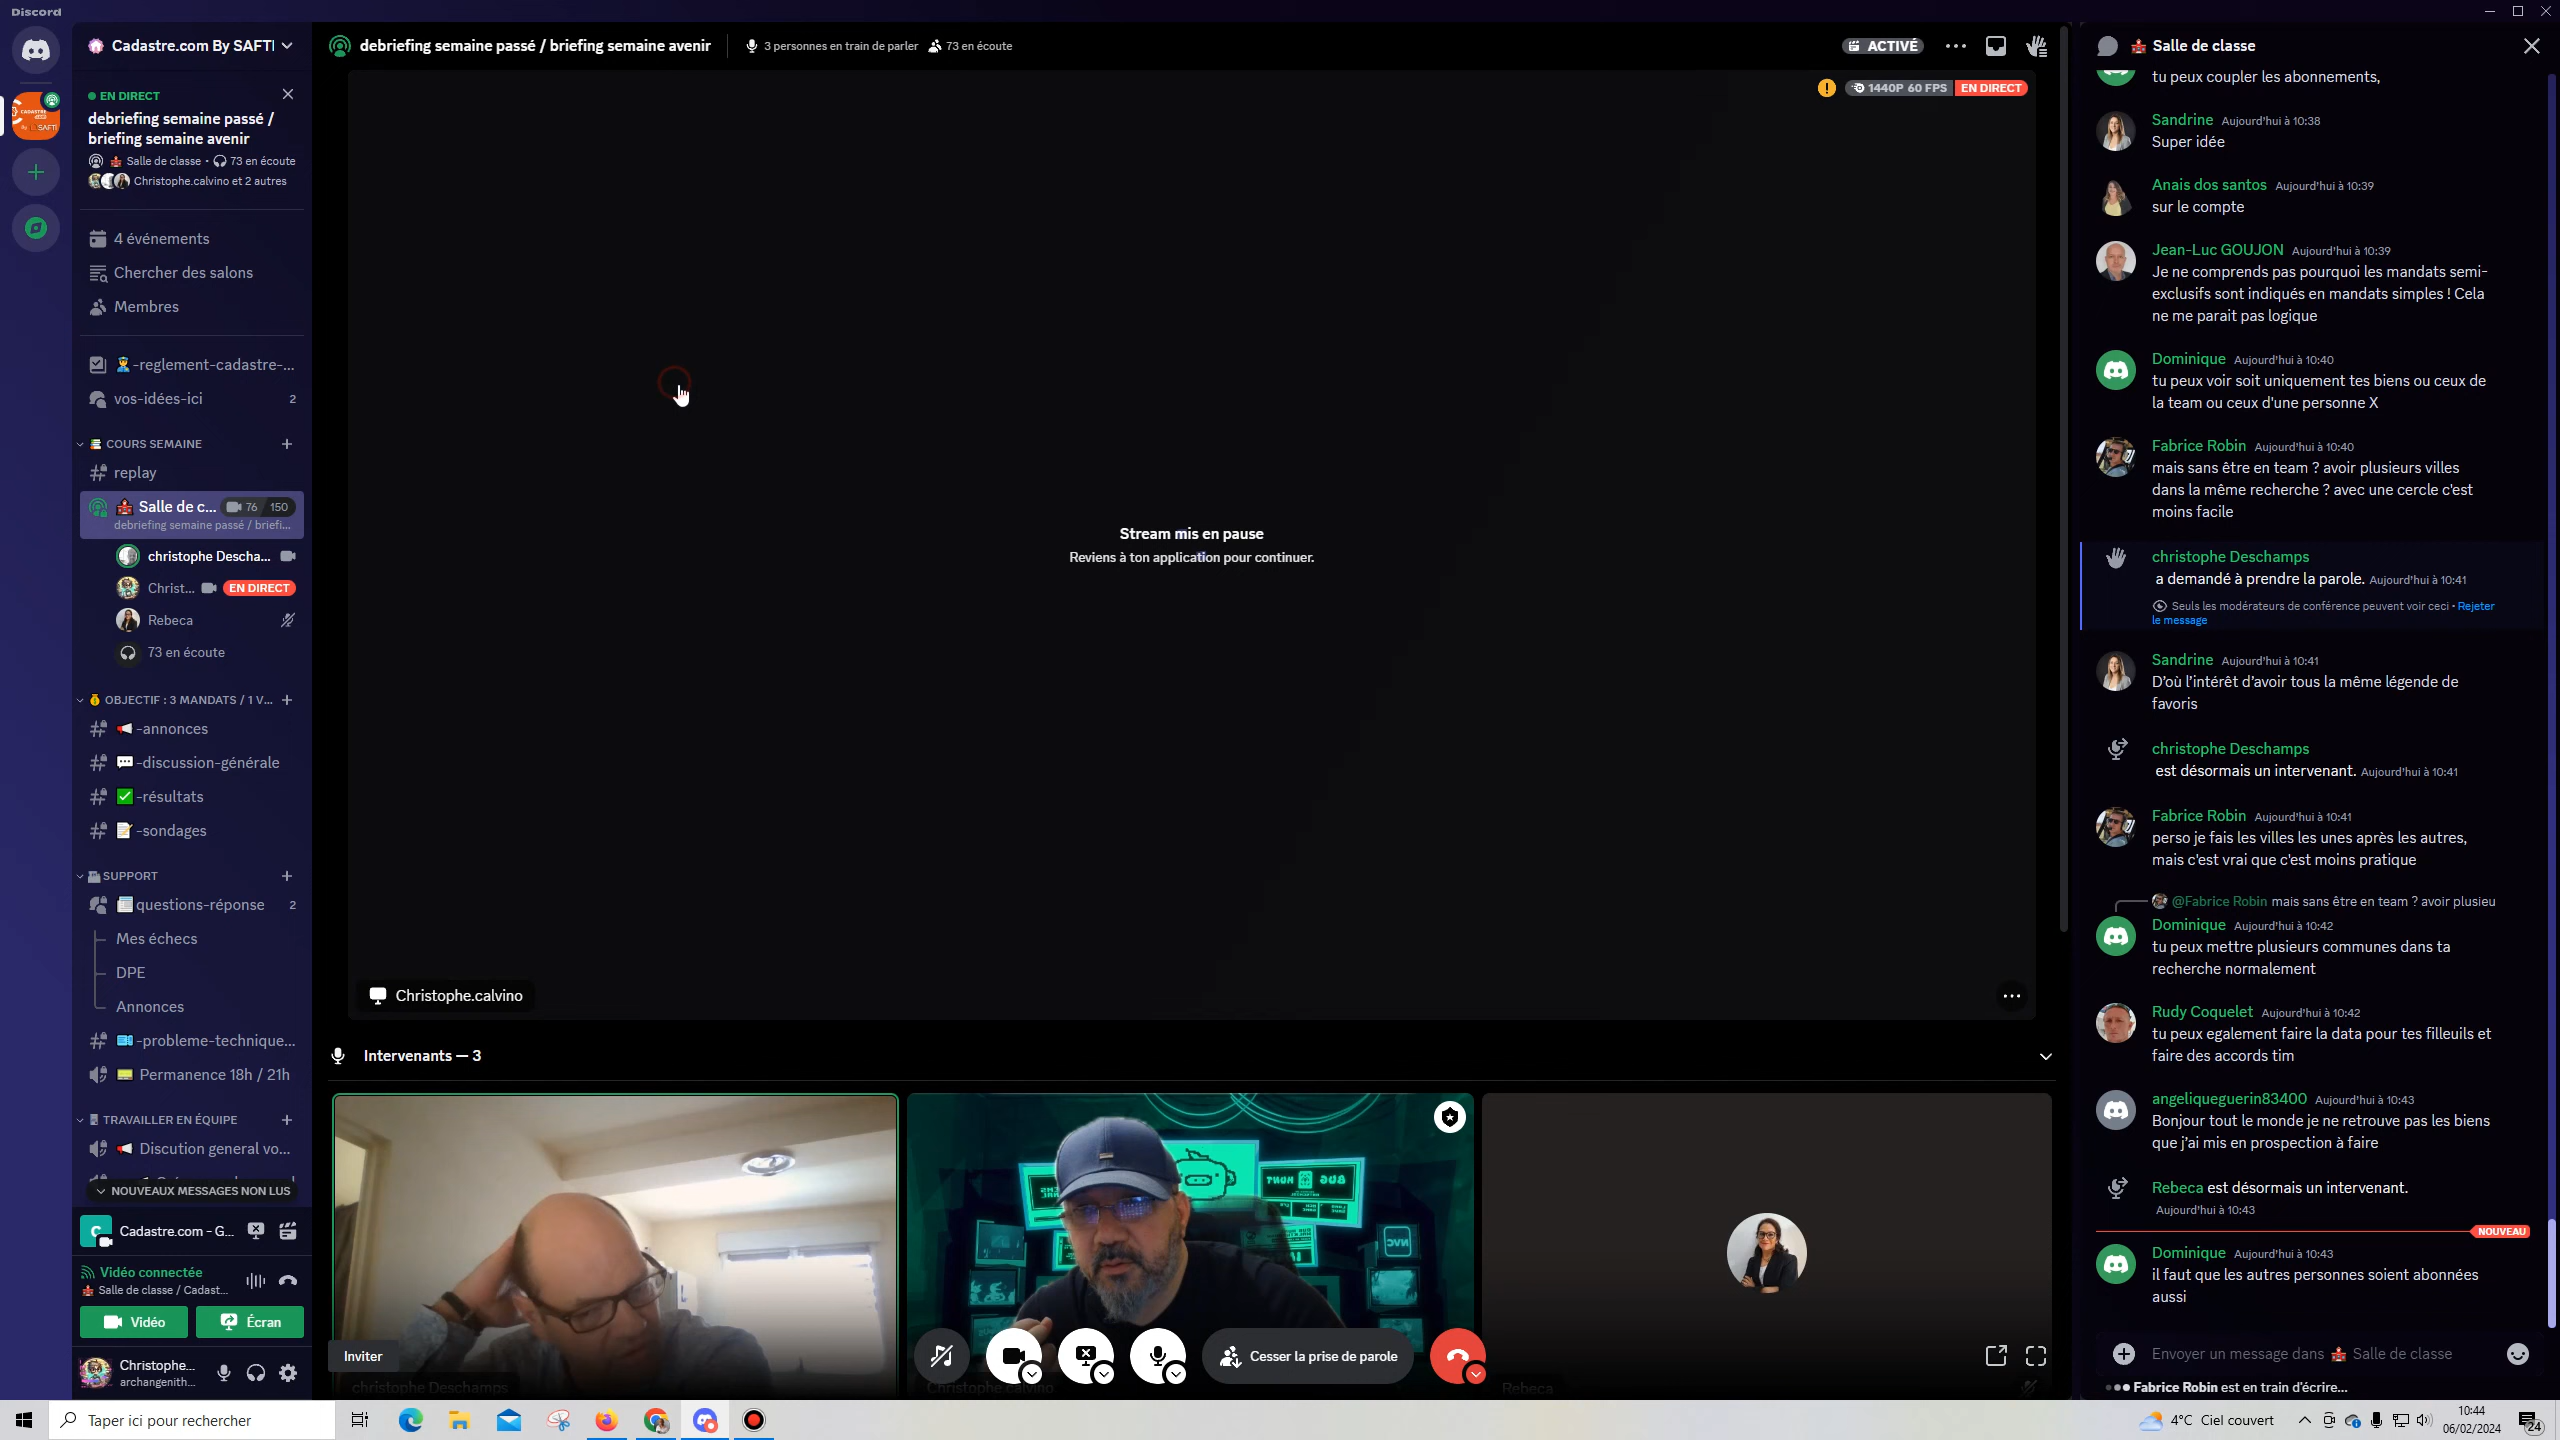 Discord
Cadastre.com By SAFTI
EN DIRECT
debriefing semaine passé /
briefing semaine avenir
Salle de classe • 73 en écoute
Christophe.calvino et 2 autres
4 événements
Chercher des salons
Membres
-reglement-cadastre-...
vos-idées-ici 2
COURS SEMAINE
replay
Salle de c... 76 150
debriefing semaine passé / briefi...
christophe Descha...
Christ... EN DIRECT
Rebeca
73 en écoute
OBJECTIF : 3 MANDATS / 1 V...
-annonces
-discussion-générale
-résultats
-sondages
SUPPORT
questions-réponse 2
Mes échecs
DPE
Annonces
-probleme-technique...
Permanence 18h / 21h
TRAVAILLER EN ÉQUIPE
Discution general vo...
NOUVEAUX MESSAGES NON LUS
Cadastre.com - G...
Vidéo connectée
Salle de classe / Cadast...
Vidéo
Écran
Christophe...
archangenith...
debriefing semaine passé / briefing semaine avenir
3 personnes en train de parler
73 en écoute
ACTIVÉ
1440P 60 FPS
EN DIRECT
Stream mis en pause
Reviens à ton application pour continuer.
Christophe.calvino
Intervenants — 3
Inviter
christophe Deschamps
Christophe.calvino
Rebeca
Cesser la prise de parole
Salle de classe
tu peux coupler les abonnements,
Sandrine Aujourd'hui à 10:38
Super idée
Anais dos santos Aujourd'hui à 10:39
sur le compte
Jean-Luc GOUJON Aujourd'hui à 10:39
Je ne comprends pas pourquoi les mandats semi-
exclusifs sont indiqués en mandats simples ! Cela
ne me parait pas logique
Dominique Aujourd'hui à 10:40
tu peux voir soit uniquement tes biens ou ceux de
la team ou ceux d'une personne X
Fabrice Robin Aujourd'hui à 10:40
mais sans être en team ? avoir plusieurs villes
dans la même recherche ? avec une cercle c'est
moins facile
christophe Deschamps
a demandé à prendre la parole. Aujourd'hui à 10:41
Seuls les modérateurs de conférence peuvent voir ceci • Rejeter
le message
Sandrine Aujourd'hui à 10:41
D'où l'intérêt d'avoir tous la même légende de
favoris
christophe Deschamps
est désormais un intervenant. Aujourd'hui à 10:41
Fabrice Robin Aujourd'hui à 10:41
perso je fais les villes les unes après les autres,
mais c'est vrai que c'est moins pratique
@Fabrice Robin mais sans être en team ? avoir plusieu
Dominique Aujourd'hui à 10:42
tu peux mettre plusieurs communes dans ta
recherche normalement
Rudy Coquelet Aujourd'hui à 10:42
tu peux egalement faire la data pour tes filleuils et
faire des accords tim
angeliqueguerin83400 Aujourd'hui à 10:43
Bonjour tout le monde je ne retrouve pas les biens
que j'ai mis en prospection à faire
Rebeca est désormais un intervenant.
Aujourd'hui à 10:43
NOUVEAU
Dominique Aujourd'hui à 10:43
il faut que les autres personnes soient abonnées
aussi
Envoyer un message dans Salle de classe
Fabrice Robin est en train d'écrire...
Taper ici pour rechercher
4°C Ciel couvert
10:44
06/02/2024
24